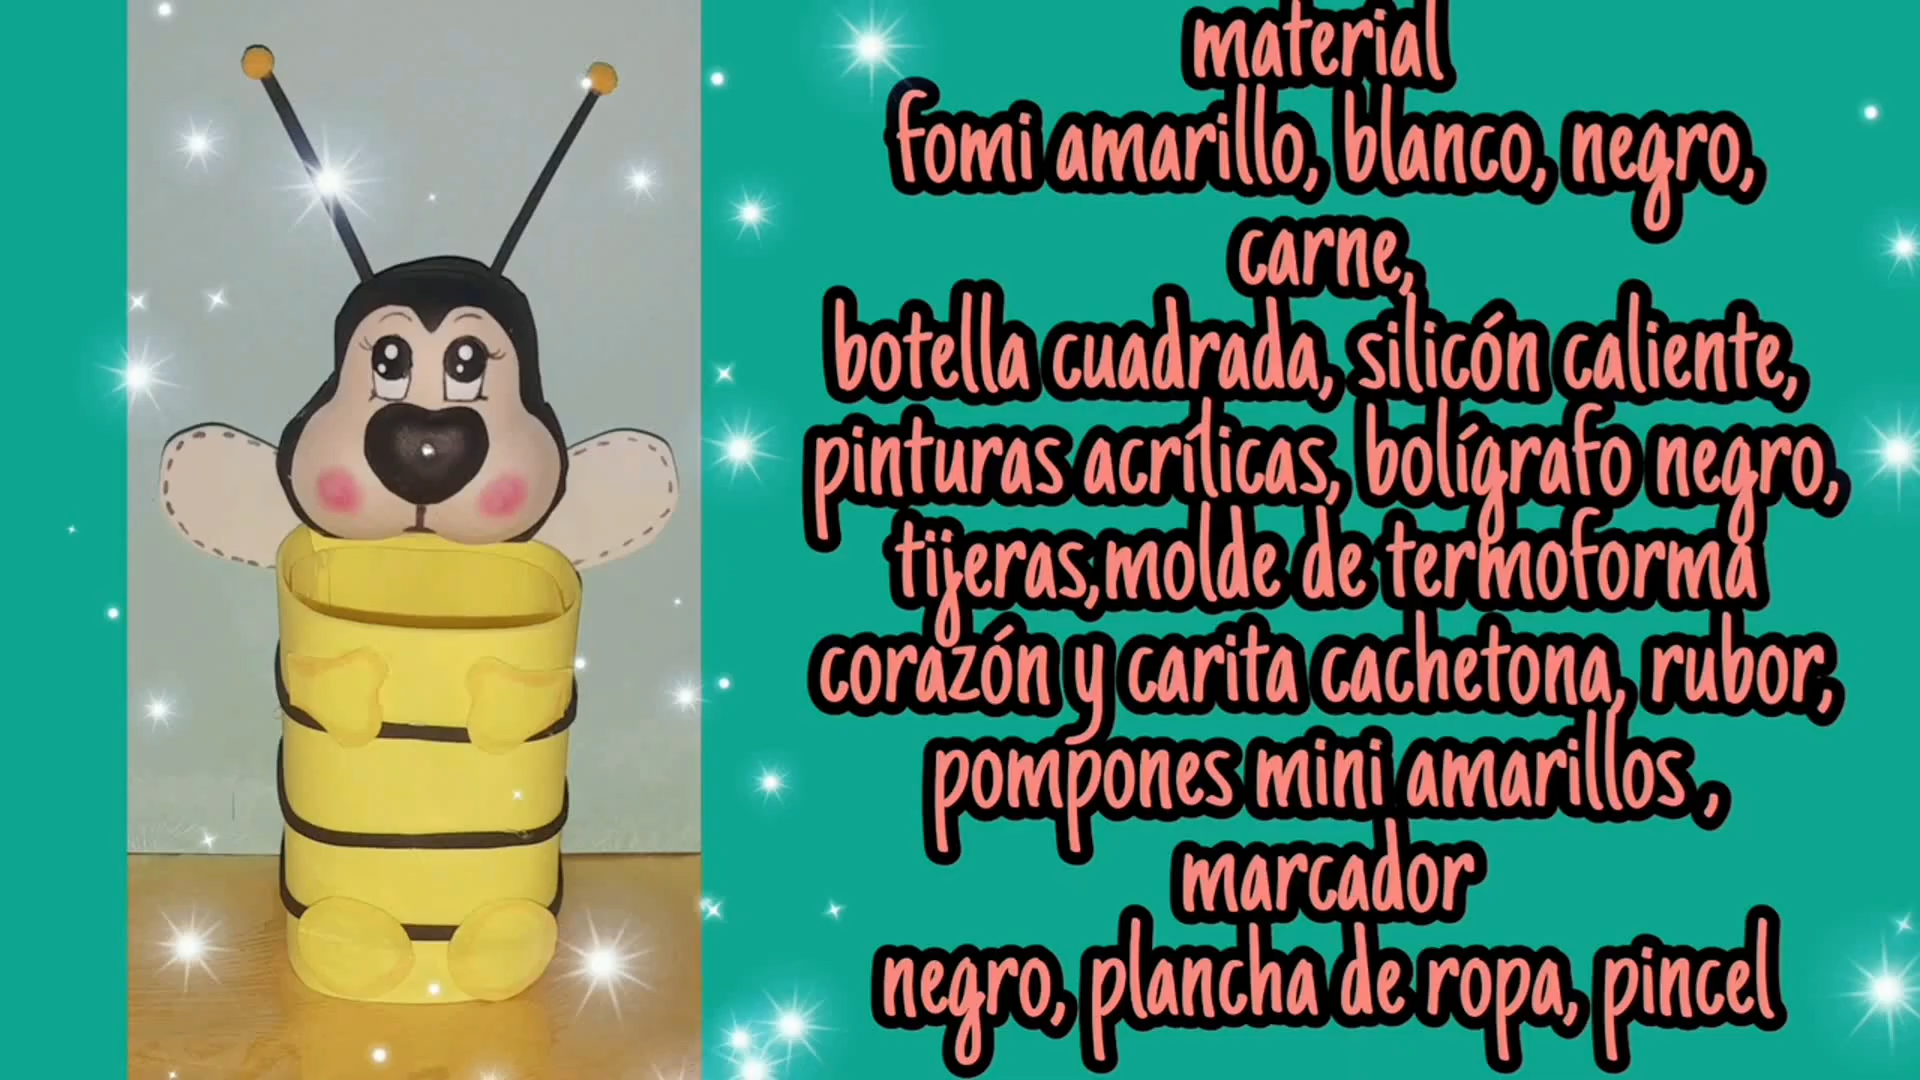 material
fomi amarillo, blanco, negro,
carne,
botella cuadrada, silicón caliente,
pinturas acrílicas, bolígrafo negro,
tijeras,molde de termoforma
corazón y carita cachetona, rubor,
pompones mini amarillos ,
marcador
negro, plancha de ropa, pincel